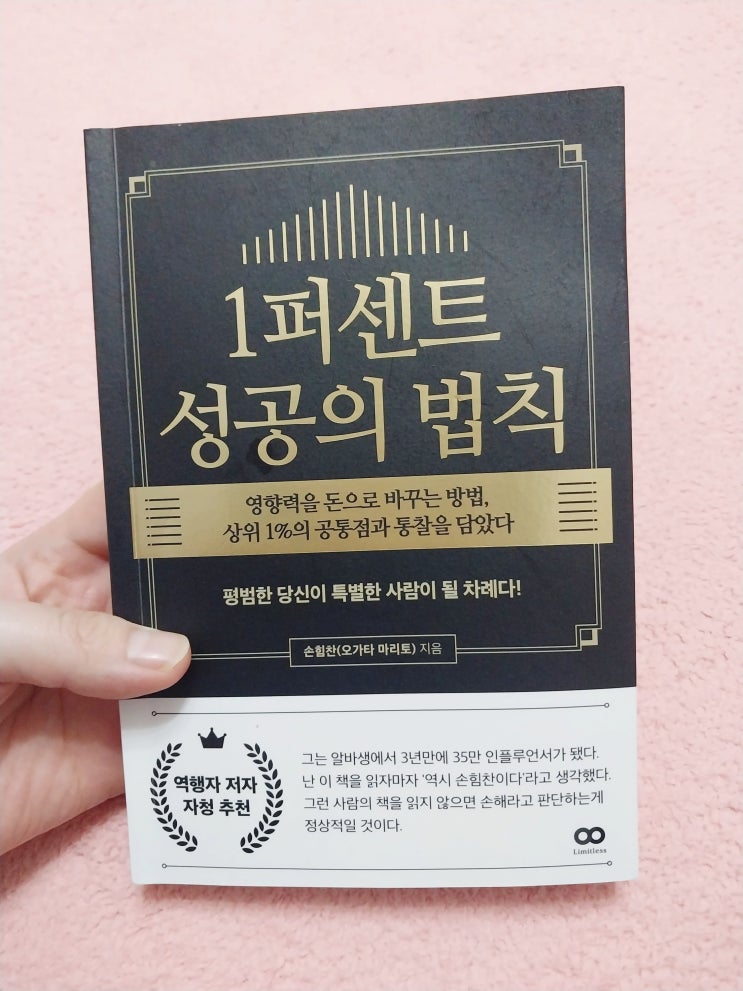 1퍼센트
성공의 법칙
영향력을 돈으로 바꾸는 방법,
상위 1%의 공통점과 통찰을 담았다
평범한 당신이 특별한 사람이 될 차례다!
손힘찬(오가타 마리토) 지음
역행자 저자
자청 추천
그는 알바생에서 3년만에 35만 인플루언서가 됐다.
난 이 책을 읽자마자 '역시 손힘찬이다'라고 생각했다.
그런 사람의 책을 읽지 않으면 손해라고 판단하는게
정상적일 것이다.
Limitless